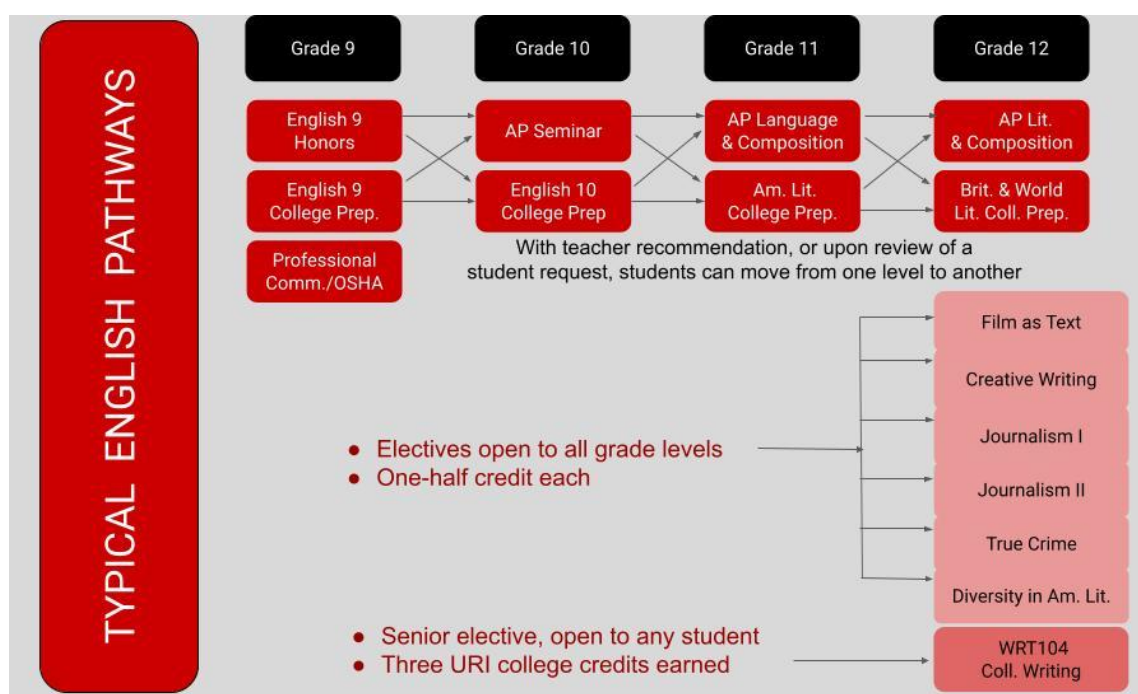 TYPICAL ENGLISH PATHWAYS
Grade 9
Grade 10
Grade 11
Grade 12
English 9
Honors
AP Seminar
AP Language
& Composition
AP Lit.
& Composition
English 9
College Prep.
English 10
College Prep
Am. Lit.
College Prep.
Brit. & World
Lit. Coll. Prep.
Professional
Comm./OSHA
With teacher recommendation, or upon review of a
student request, students can move from one level to another
● Electives open to all grade levels
● One-half credit each
Film as Text
Creative Writing
Journalism I
Journalism II
True Crime
Diversity in Am. Lit.
● Senior elective, open to any student
● Three URI college credits earned
WRT104
Coll. Writing